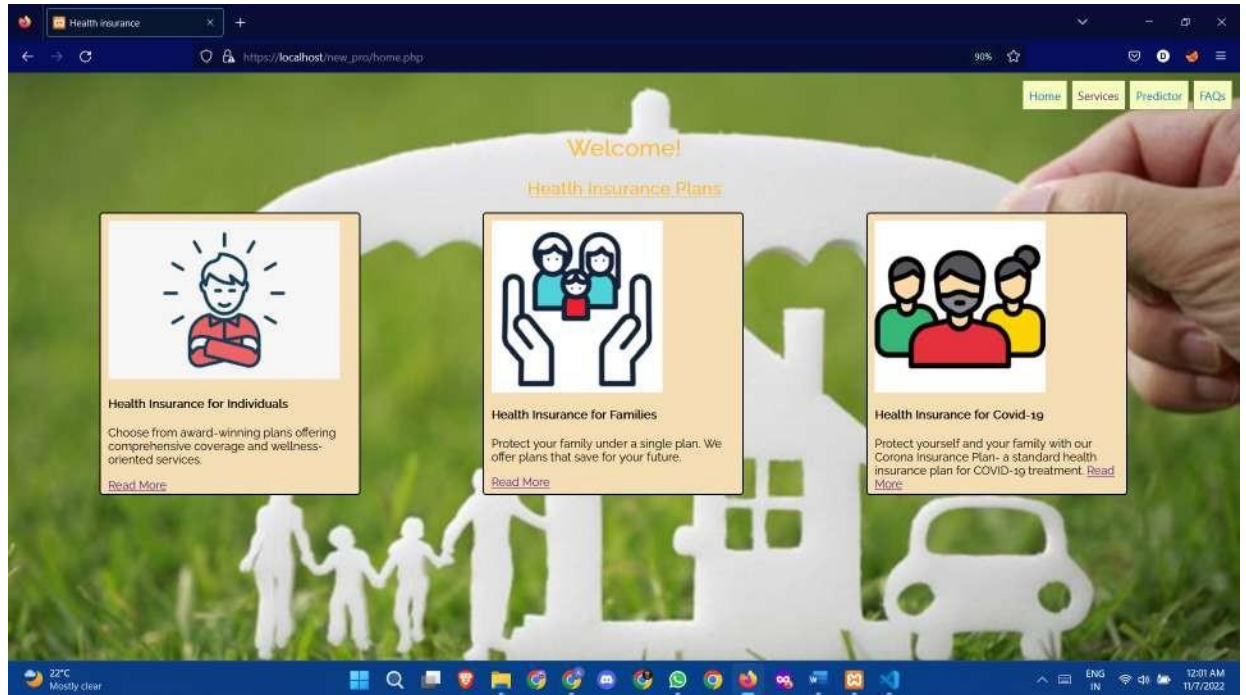 Health insurance
https://localhost/new_pro/home.php
90%
Home Services Predictor FAQs
Welcome!
Health Insurance Plans
Health Insurance for Individuals
Choose from award-winning plans offering
comprehensive coverage and wellness-
oriented services.
Read More
Health Insurance for Families
Protect your family under a single plan. We
offer plans that save for your future.
Read More
Health Insurance for Covid-19
Protect yourself and your family with our
Corona Insurance Plan- a standard health
insurance plan for COVID-19 treatment. Read
More
22°C
Mostly clear
ENG
IN
12:01 AM
11/7/2022